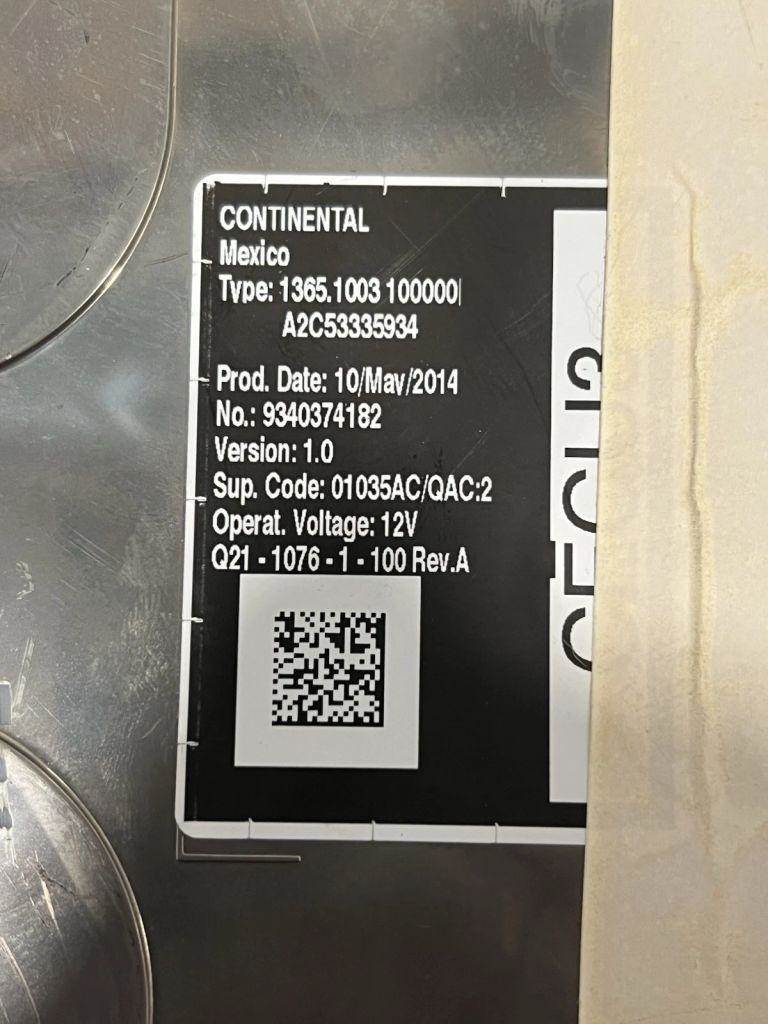 CONTINENTAL
Mexico
Type: 1365.1003 100000
A2C53335934
Prod. Date: 10/May/2014
No.: 9340374182
Version: 1.0
Sup. Code: 01035AC/QAC:2
Operat. Voltage: 12V
Q21 - 1076 - 1 - 100 Rev.A